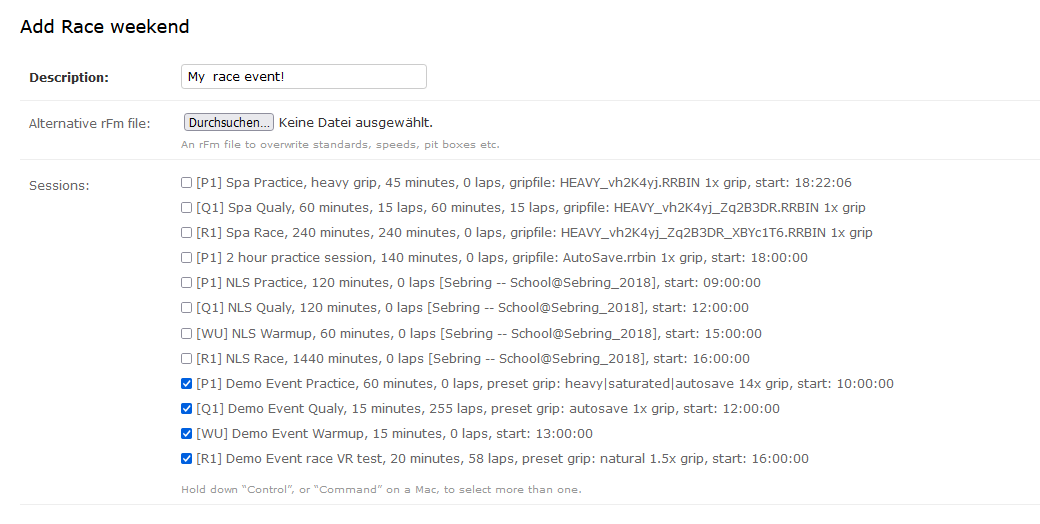 Add Race weekend
Description: My  race event!
Alternative rFm file: Durchsuchen... Keine Datei ausgewählt.
An rFm file to overwrite standards, speeds, pit boxes etc.
Sessions:
[P1] Spa Practice, heavy grip, 45 minutes, 0 laps, gripfile: HEAVY_vh2K4yj.RRBIN 1x grip, start: 18:22:06
[Q1] Spa Qualy, 60 minutes, 15 laps, 60 minutes, 15 laps, gripfile: HEAVY_vh2K4yj_Zq2B3DR.RRBIN 1x grip
[R1] Spa Race, 240 minutes, 240 minutes, 0 laps, gripfile: HEAVY_vh2K4yj_Zq2B3DR_XBYc1T6.RRBIN 1x grip
[P1] 2 hour practice session, 140 minutes, 0 laps, gripfile: AutoSave.rrbin 1x grip, start: 18:00:00
[P1] NLS Practice, 120 minutes, 0 laps [Sebring -- School@Sebring_2018], start: 09:00:00
[Q1] NLS Qualy, 120 minutes, 0 laps [Sebring -- School@Sebring_2018], start: 12:00:00
[WU] NLS Warmup, 60 minutes, 0 laps [Sebring -- School@Sebring_2018], start: 15:00:00
[R1] NLS Race, 1440 minutes, 0 laps [Sebring -- School@Sebring_2018], start: 16:00:00
[P1] Demo Event Practice, 60 minutes, 0 laps, preset grip: heavy|saturated|autosave 14x grip, start: 10:00:00
[Q1] Demo Event Qualy, 15 minutes, 255 laps, preset grip: autosave 1x grip, start: 12:00:00
[WU] Demo Event Warmup, 15 minutes, 0 laps, start: 13:00:00
[R1] Demo Event race VR test, 20 minutes, 58 laps, preset grip: natural 1.5x grip, start: 16:00:00
Hold down “Control”, or “Command” on a Mac, to select more than one.